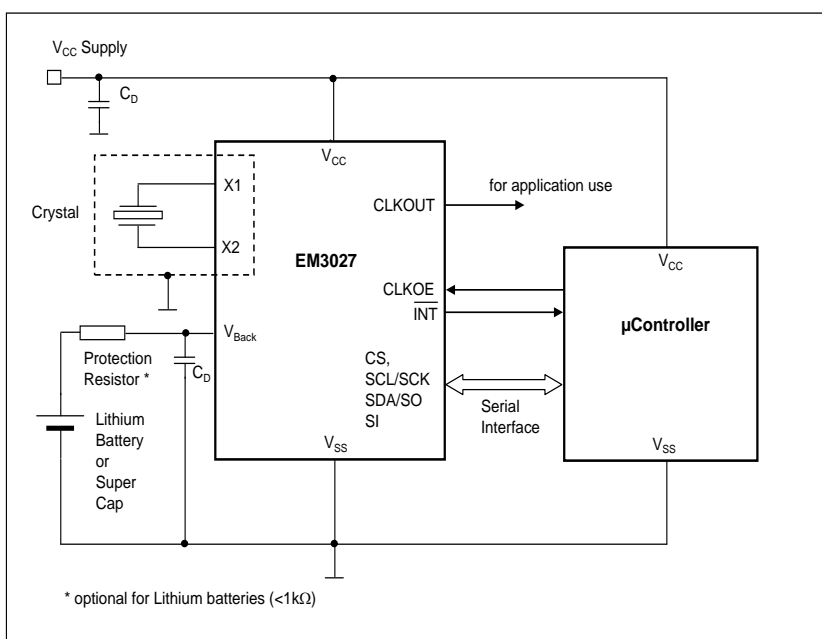 VCC Supply
CD
VCC
X1
for application use
CLKOUT
Crystal
X2
EM3027
VCC
CLKOE
INT
µController
VBack
Protection
Resistor *
CD
CS,
SCL/SCK
SDA/SO
SI
Serial
Interface
Lithium
Battery
or
Super
Cap
VSS
VSS
* optional for Lithium batteries (<1kΩ)